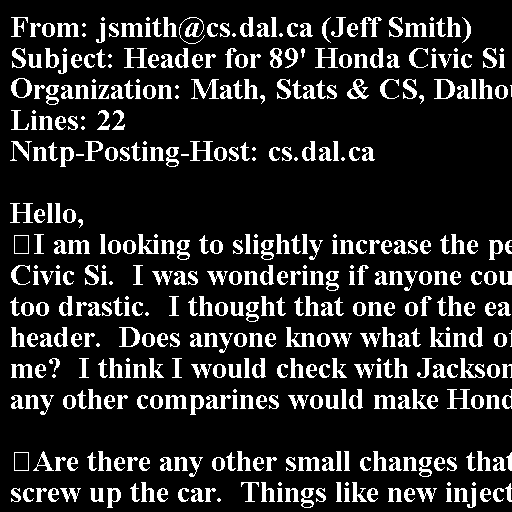 From: jsmith@cs.dal.ca (Jeff Smith)
Subject: Header for 89' Honda Civic Si
Organization: Math, Stats & CS, Dalhou
Lines: 22
Nntp-Posting-Host: cs.dal.ca
Hello,
I am looking to slightly increase the pe
Civic Si.  I was wondering if anyone cou
too drastic.  I thought that one of the ea
header.  Does anyone know what kind of
me?  I think I would check with Jackson
any other comparines would make Hond
Are there any other small changes that
screw up the car.  Things like new inject